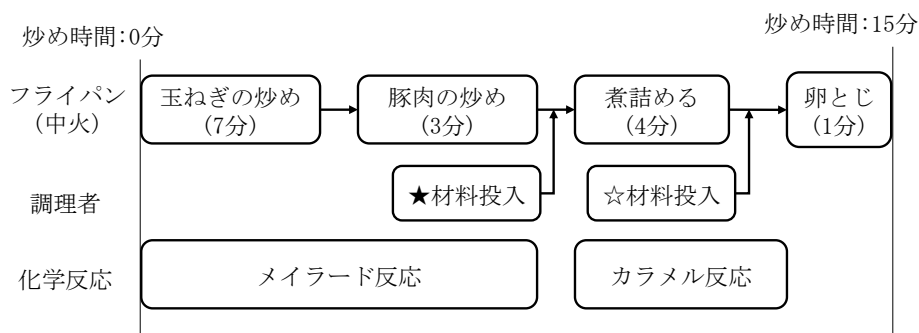 炒め時間:0分
炒め時間:15分
フライパン
(中火)
玉ねぎの炒め
(7分)
豚肉の炒め
(3分)
煮詰める
(4分)
卵とじ
(1分)
調理者
★材料投入
☆材料投入
化学反応
メイラード反応
カラメル反応